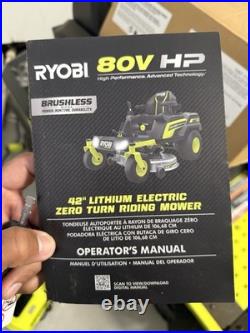 RYOBI 80V HP
High Performance. Advanced Technology.
BRUSHLESS
42" LITHIUM ELECTRIC
ZERO TURN RIDING MOWER
TONDEUSE AUTOPORTÉE À RAYON DE BRAQUAGE ZÉRO
ÉLECTRIQUE AU LITHIUM DE 106,68 CM
PODADORA ELÉCTRICA CON BUTACA DE GIRO CERO
DE LITIO DE 106,68 CM
OPERATOR'S MANUAL
MANUEL D'UTILISATION • MANUAL DEL OPERADOR
SCAN TO VIEW/DOWNLOAD
DIGITAL MANUAL